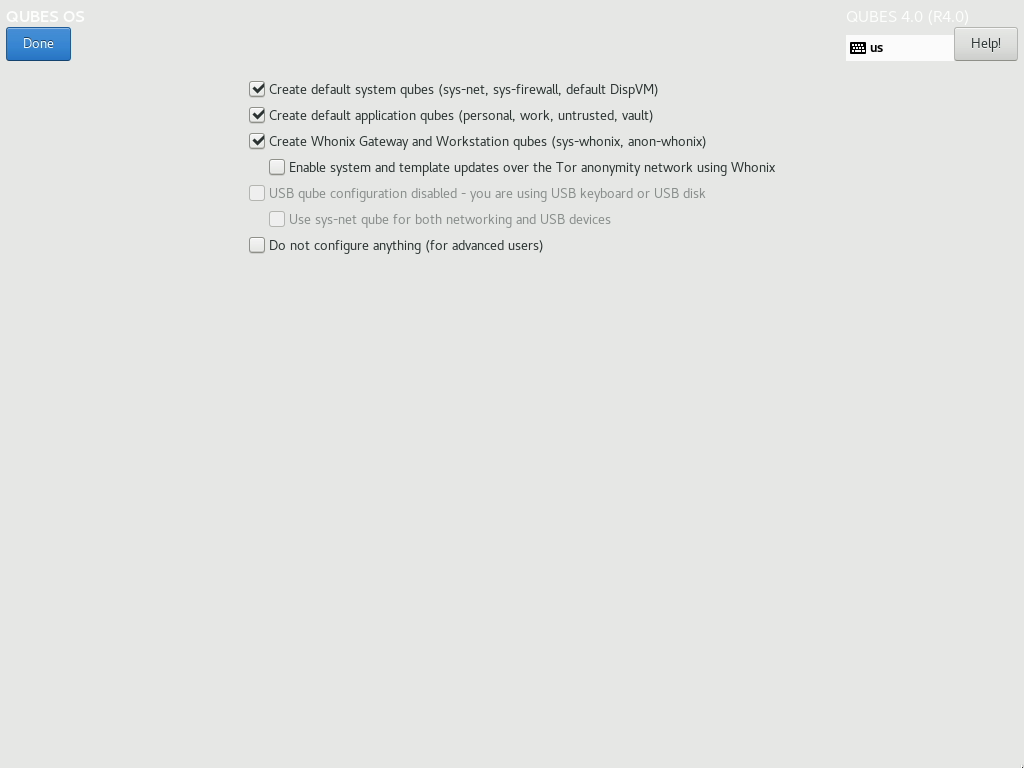 QUBES OS
QUBES 4.0 (R4.0)
Done
us
Help!
Create default system qubes (sys-net, sys-firewall, default DispVM)
Create default application qubes (personal, work, untrusted, vault)
Create Whonix Gateway and Workstation qubes (sys-whonix, anon-whonix)
Enable system and template updates over the Tor anonymity network using Whonix
USB qube configuration disabled - you are using USB keyboard or USB disk
Use sys-net qube for both networking and USB devices
Do not configure anything (for advanced users)